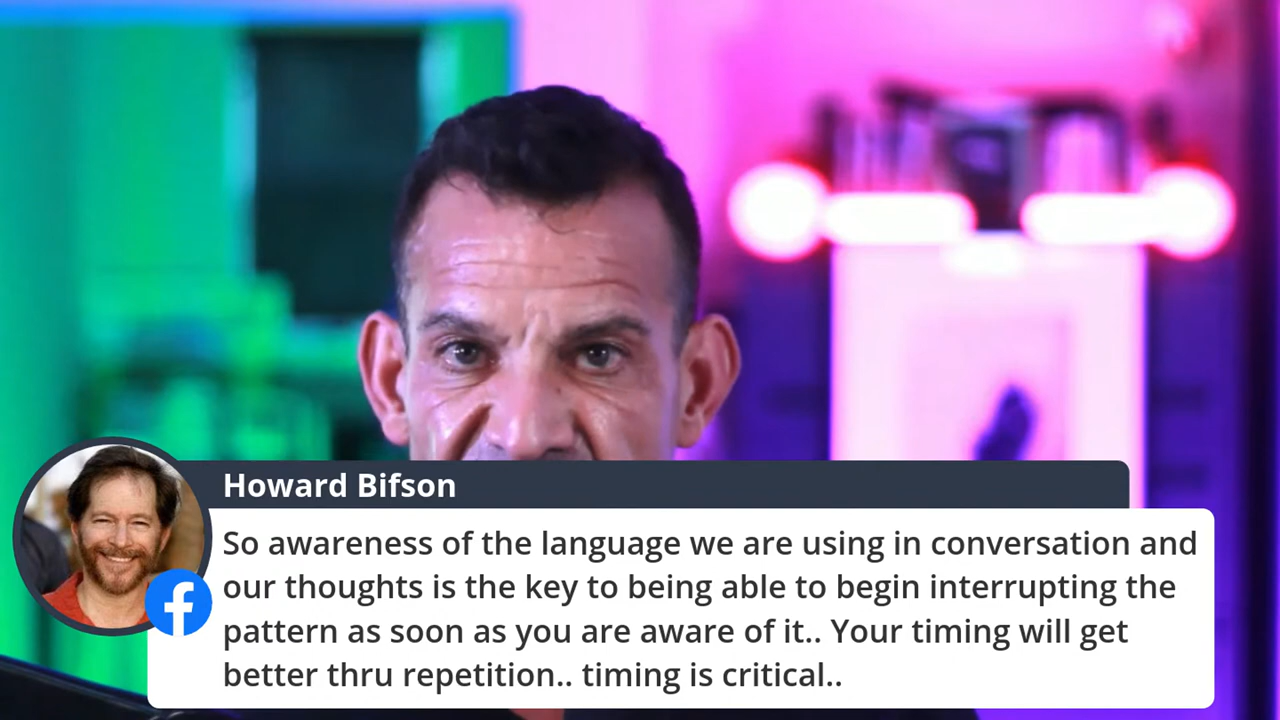 Howard Bifson
So awareness of the language we are using in conversation and
our thoughts is the key to being able to begin interrupting the
pattern as soon as you are aware of it.. Your timing will get
better thru repetition.. timing is critical..